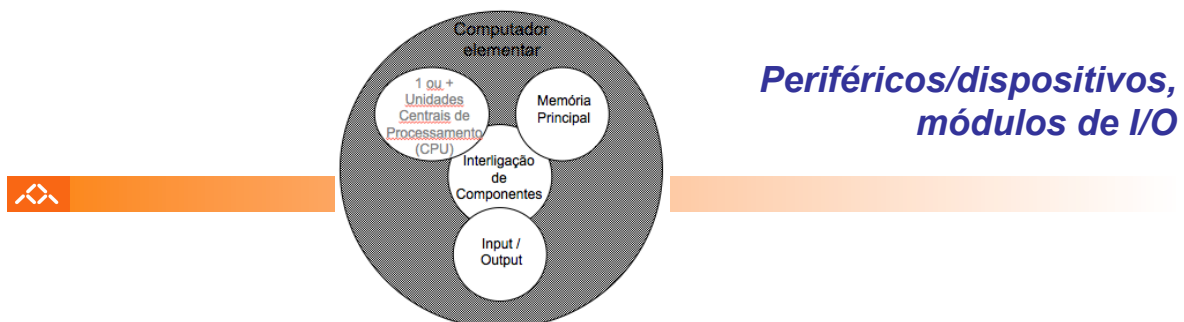 Computador
elementar
1 ou +
Unidades
Centrais de
Processamento
(CPU)
Memória
Principal
Interligação
de
Componentes
Input /
Output
Periféricos/dispositivos,
módulos de I/O